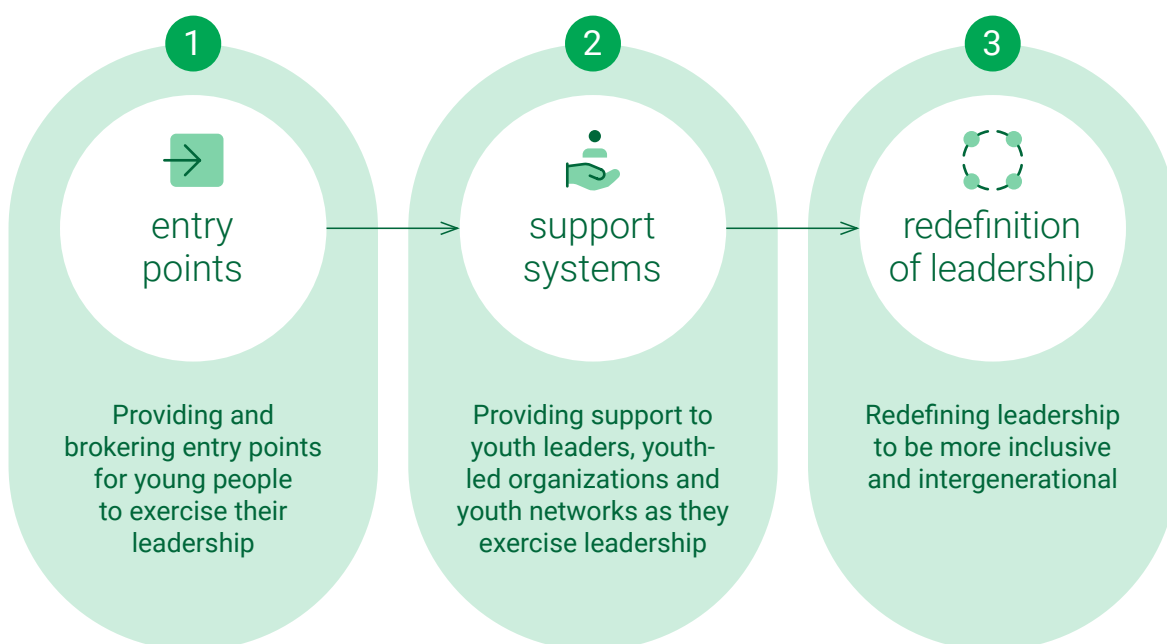 1
entry
points
Providing and
brokering entry points
for young people
to exercise their
leadership
2
support
systems
Providing support to
youth leaders, youth-
led organizations and
youth networks as they
exercise leadership
3
redefinition
of leadership
Redefining leadership
to be more inclusive
and intergenerational